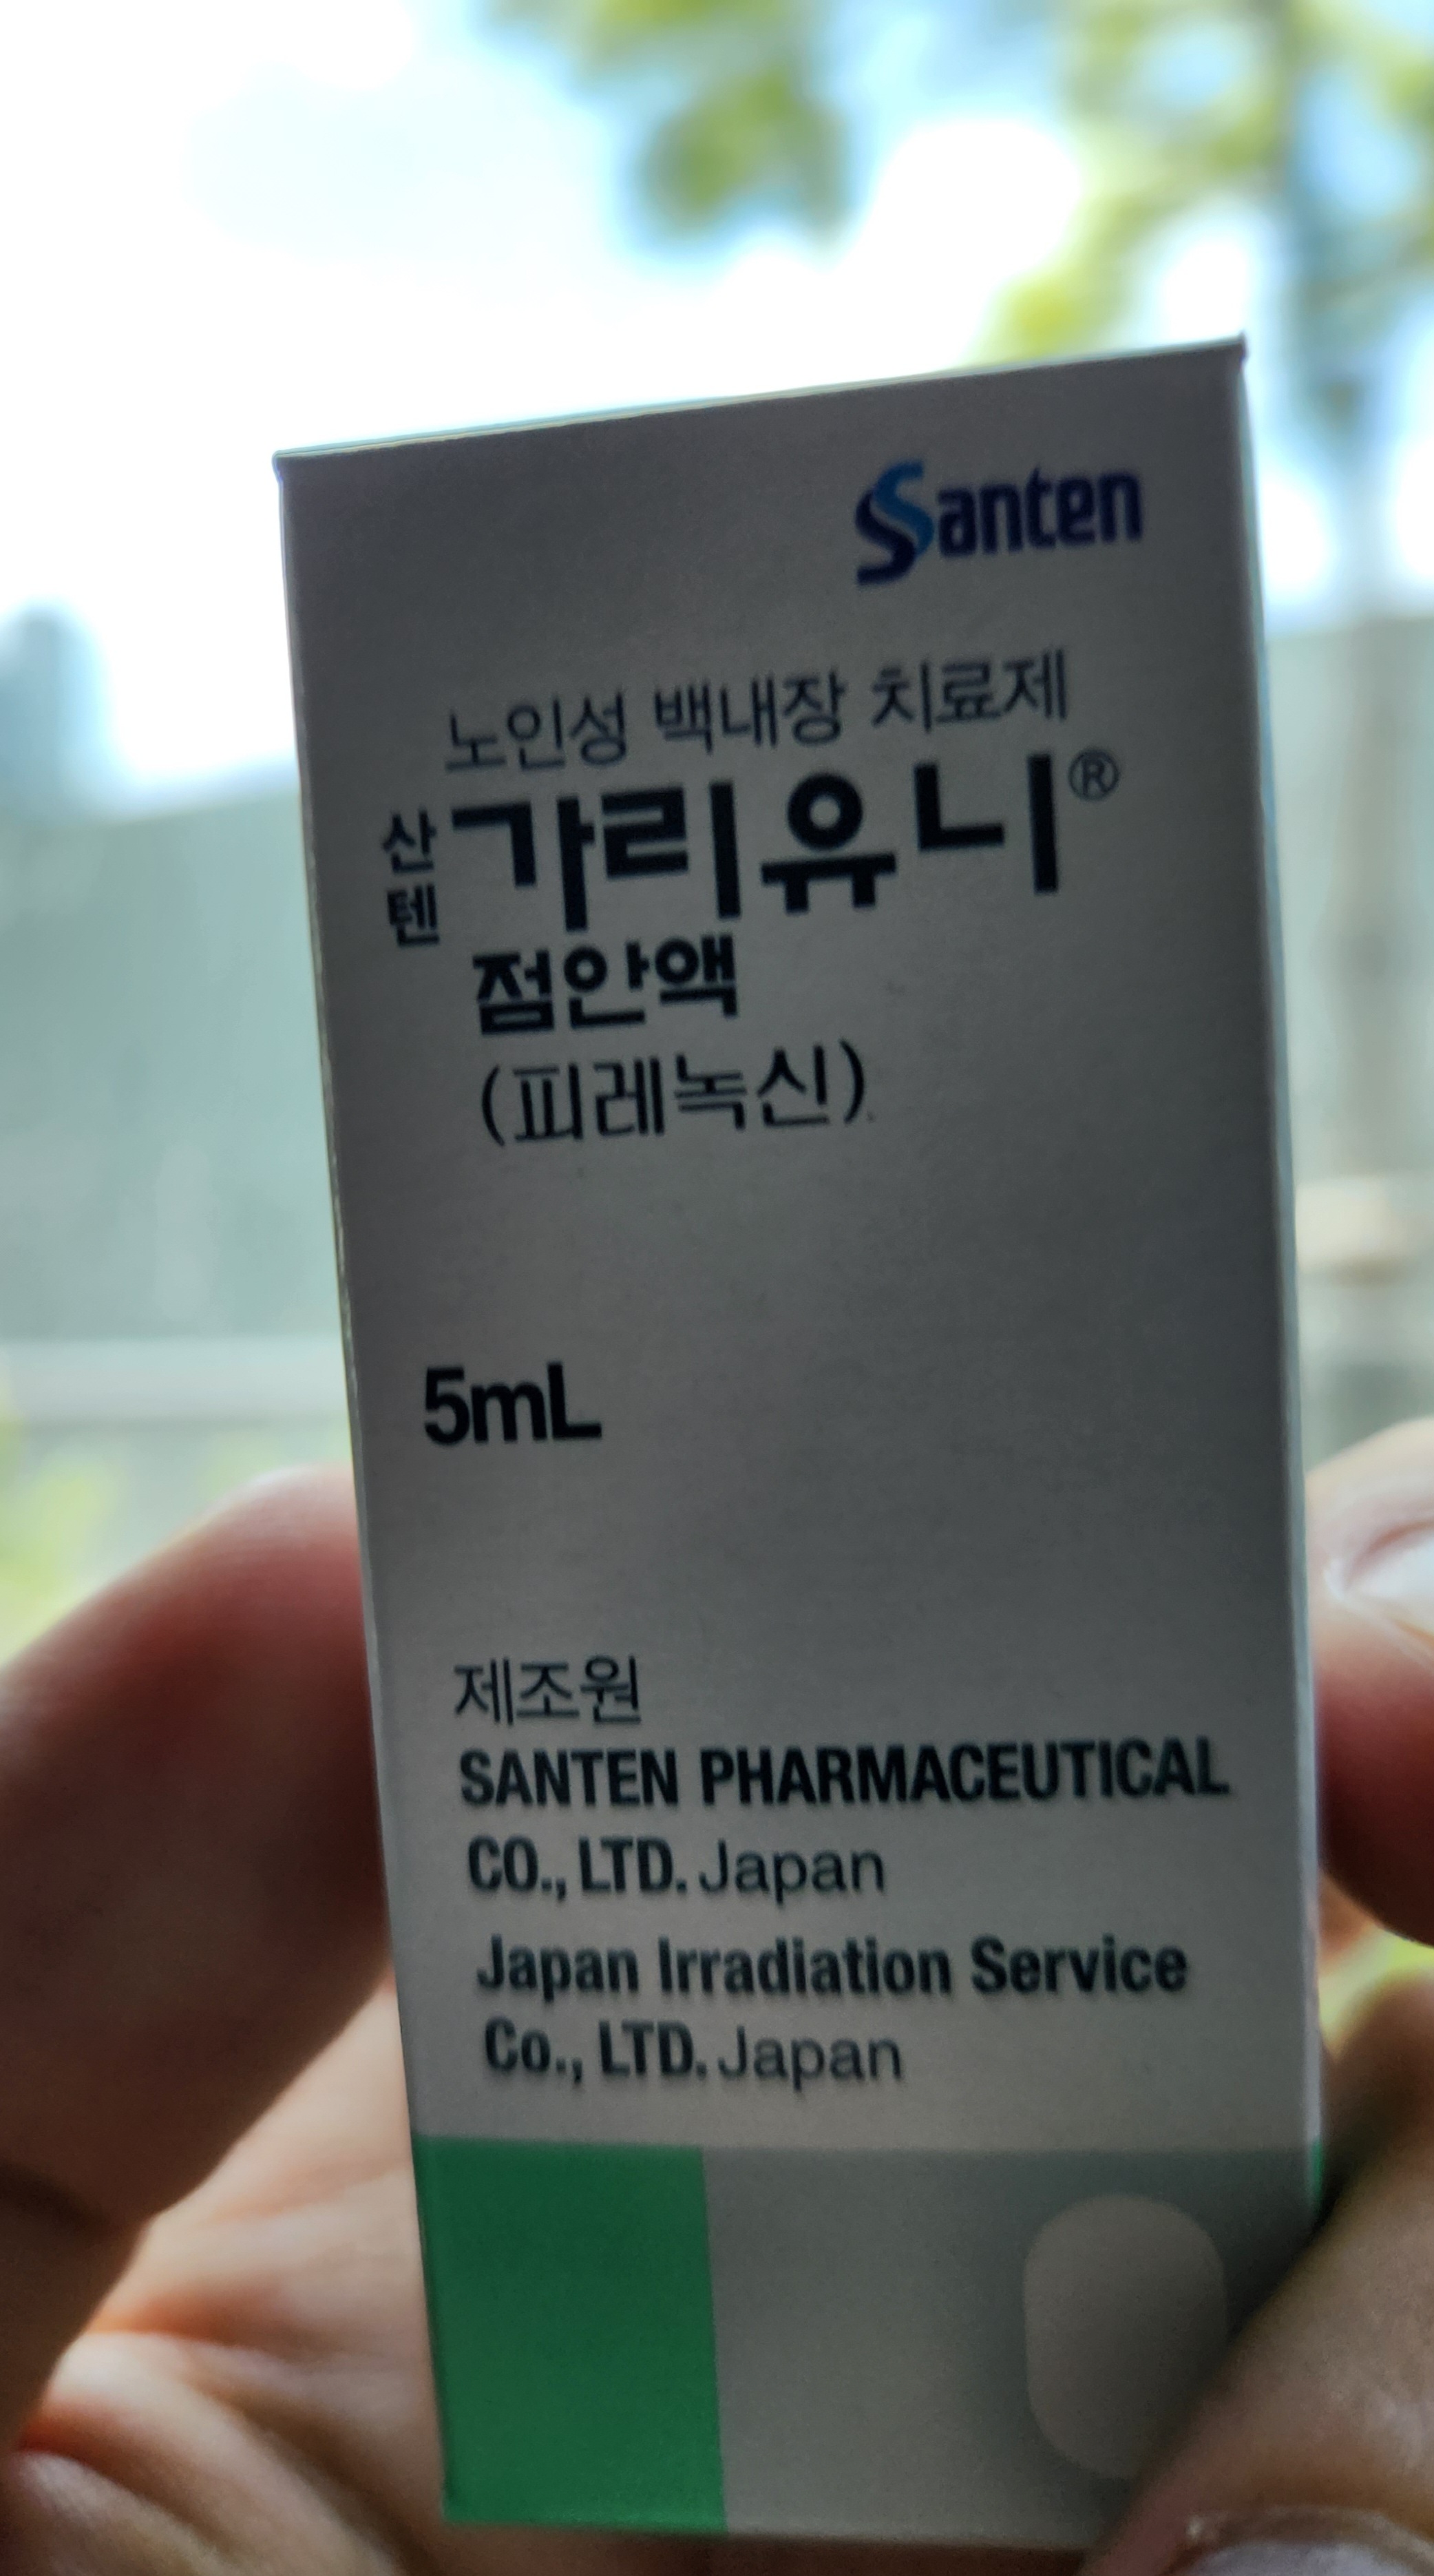 Santen
노인성 백내장 치료제
산텐 가리유니®
점안액
(피레녹신)
5mL
제조원
SANTEN PHARMACEUTICAL
CO., LTD. Japan
Japan Irradiation Service
Co., LTD. Japan